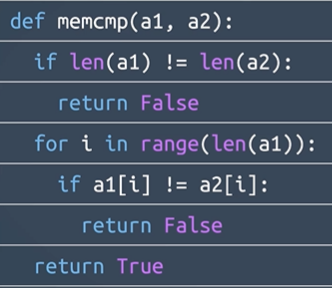 def memcmp(a1, a2):
  if len(a1) != len(a2):
    return False
  for i in range(len(a1)):
    if a1[i] != a2[i]:
      return False
  return True